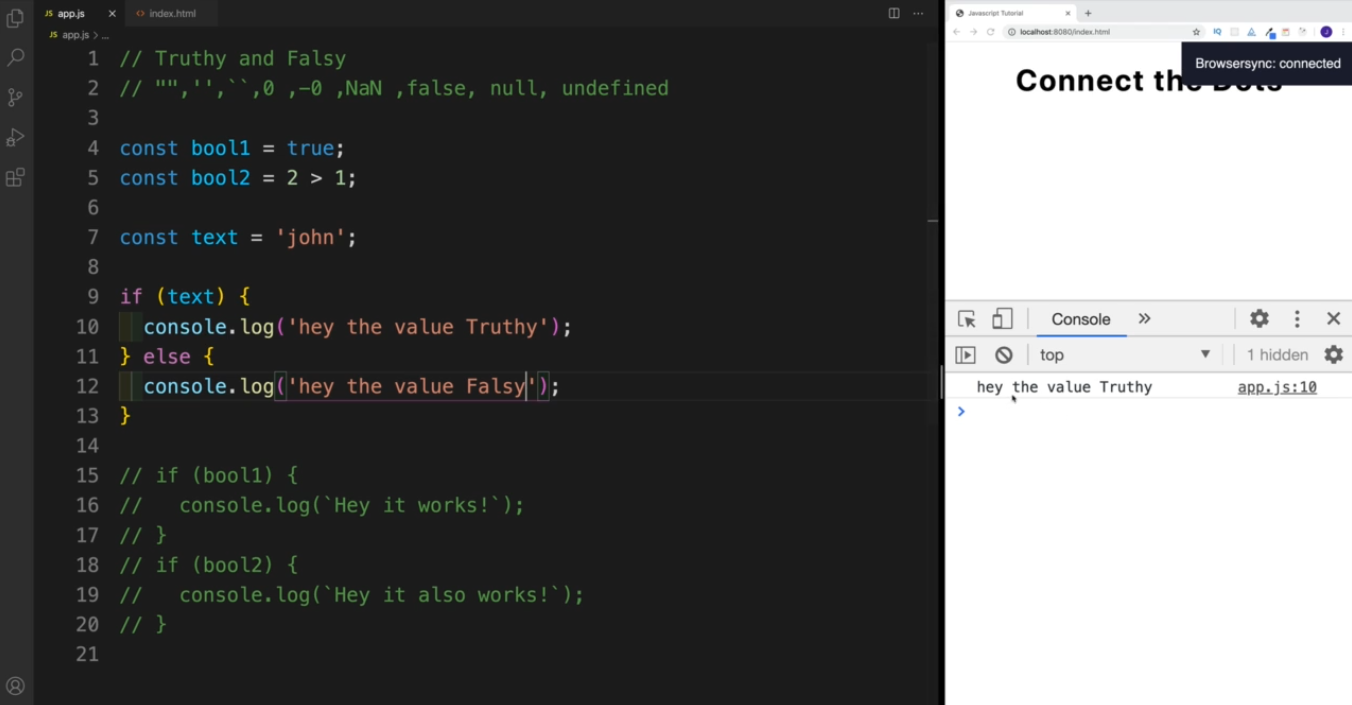 JS app.js × <> index.html
JS app.js > ...
1 // Truthy and Falsy
2 // "",'',``,0 ,-0 ,NaN ,false, null, undefined
3
4 const bool1 = true;
5 const bool2 = 2 > 1;
6
7 const text = 'john';
8
9 if (text) {
10 console.log('hey the value Truthy');
11 } else {
12 console.log('hey the value Falsy');
13 }
14
15 // if (bool1) {
16 //   console.log(`Hey it works!`);
17 // }
18 // if (bool2) {
19 //   console.log(`Hey it also works!`);
20 // }
21
Javascript Tutorial
localhost:8080/index.html
Browsersync: connected
Connect the Dots
Console
top 1 hidden
hey the value Truthy app.js:10